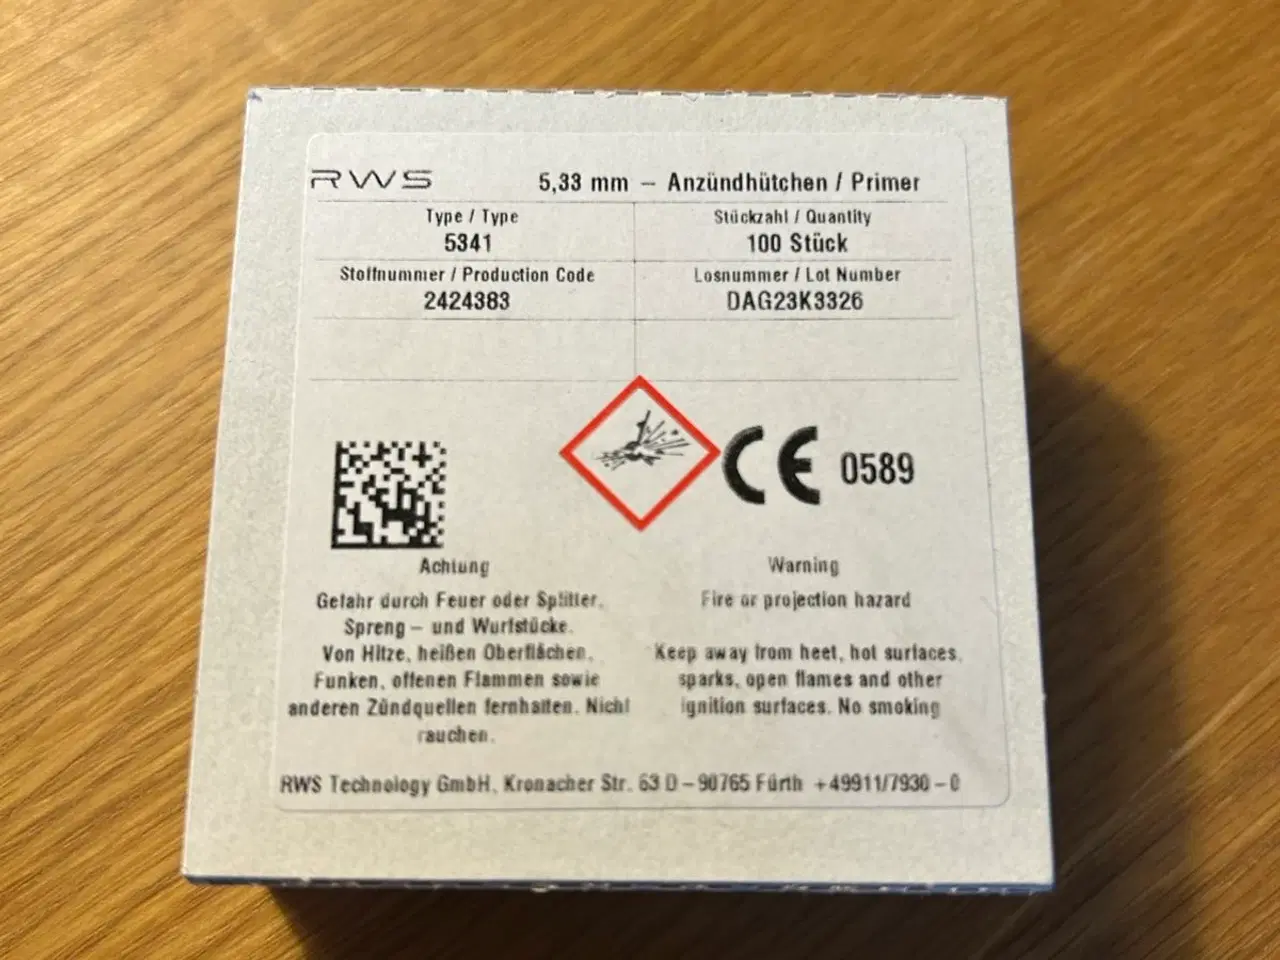 RWS
5,33 mm – Anzündhütchen / Primer
Type / Type
5341
Stückzahl / Quantity
100 Stück
Stoffnummer / Production Code
2424383
Losnummer / Lot Number
DAG23K3326
CE 0589
Achtung
Gefahr durch Feuer oder Splitter,
Spreng – und Wurfstücke.
Von Hitze, heißen Oberflächen,
Funken, offenen Flammen sowie
anderen Zündquellen fernhalten. Nicht
rauchen.
Warning
Fire or projection hazard
Keep away from heet, hot surfaces,
sparks, open flames and other
ignition surfaces. No smoking
RWS Technology GmbH, Kronacher Str. 63 D – 90765 Fürth +49911/7930 – 0